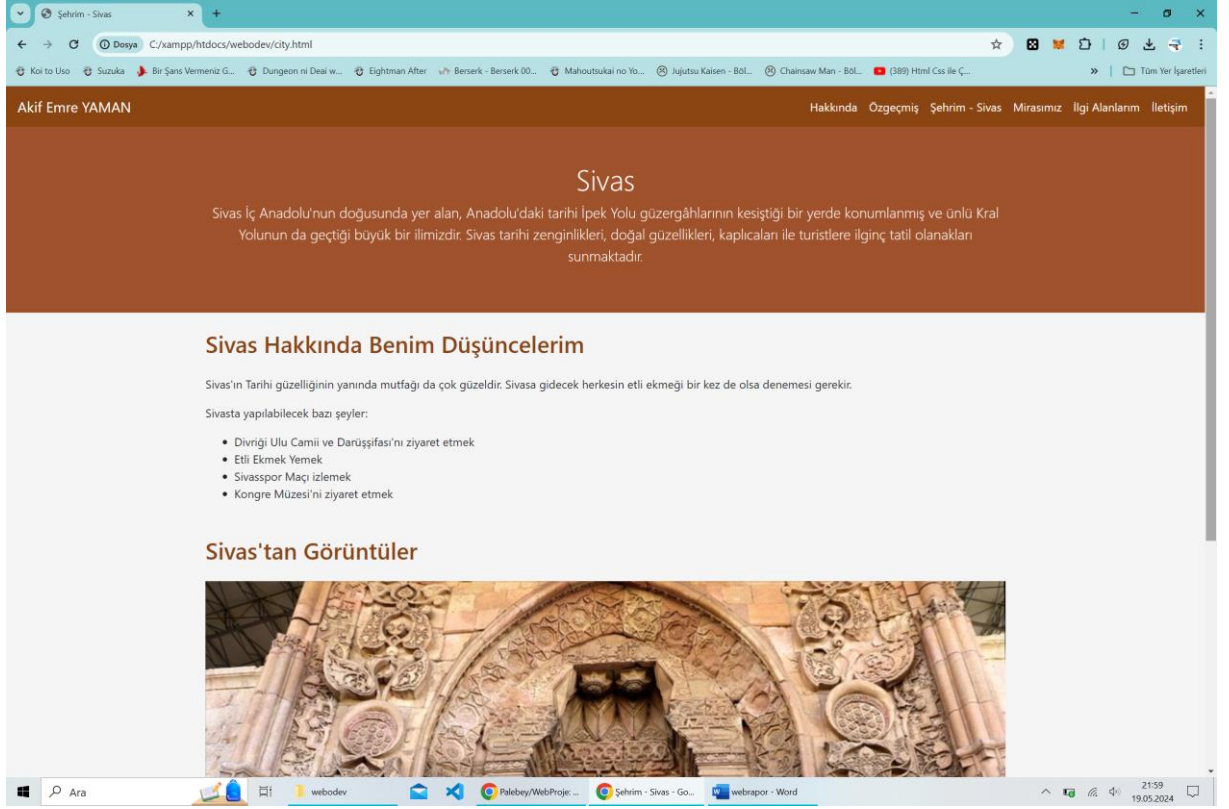 Şehrim - Sivas
Dosya C:/xampp/htdocs/webodev/city.html
Koi to Uso Suzuka Bir Şans Vermeniz G... Dungeon ni Deai w... Eightman After Berserk - Berserk 00... Mahoutsukai no Yo... Jujutsu Kaisen - Böl... Chainsaw Man - Böl... (389) Html Css ile Ç... » Tüm Yer İşaretleri
Akif Emre YAMAN Hakkında Özgeçmiş Şehrim - Sivas Mirasımız İlgi Alanlarım İletişim
Sivas
Sivas İç Anadolu'nun doğusunda yer alan, Anadolu'daki tarihi İpek Yolu güzergâhlarının kesiştiği bir yerde konumlanmış ve ünlü Kral
Yolunun da geçtiği büyük bir ilimizdir. Sivas tarihi zenginlikleri, doğal güzellikleri, kaplıcaları ile turistlere ilginç tatil olanakları
sunmaktadır.
Sivas Hakkında Benim Düşüncelerim
Sivas'ın Tarihi güzelliğinin yanında mutfağı da çok güzeldir. Sivasa gidecek herkesin etli ekmeği bir kez de olsa denemesi gerekir.
Sivasta yapılabilecek bazı şeyler:
• Divriği Ulu Camii ve Darüşşifası'nı ziyaret etmek
• Etli Ekmek Yemek
• Sivasspor Maçı izlemek
• Kongre Müzesi'ni ziyaret etmek
Sivas'tan Görüntüler
Ara webodev Palebey/WebProje: ... Şehrim - Sivas - Go... webrapor - Word 21:59
19.05.2024